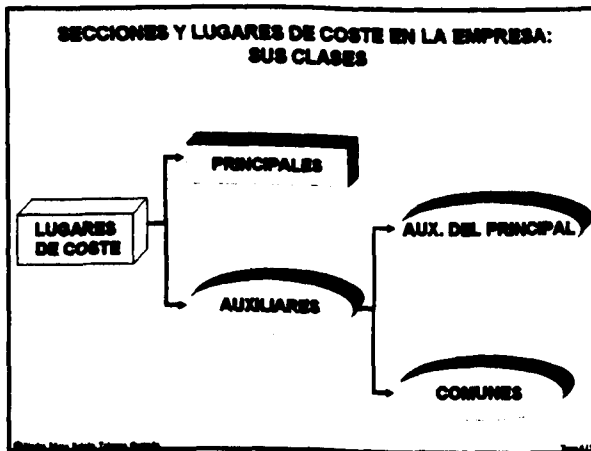 SECCIONES Y LUGARES DE COSTE EN LA EMPRESA:
SUS CLASES
PRINCIPALES
LUGARES
DE COSTE
AUX. DEL PRINCIPAL
AUXILIARES
COMUNES